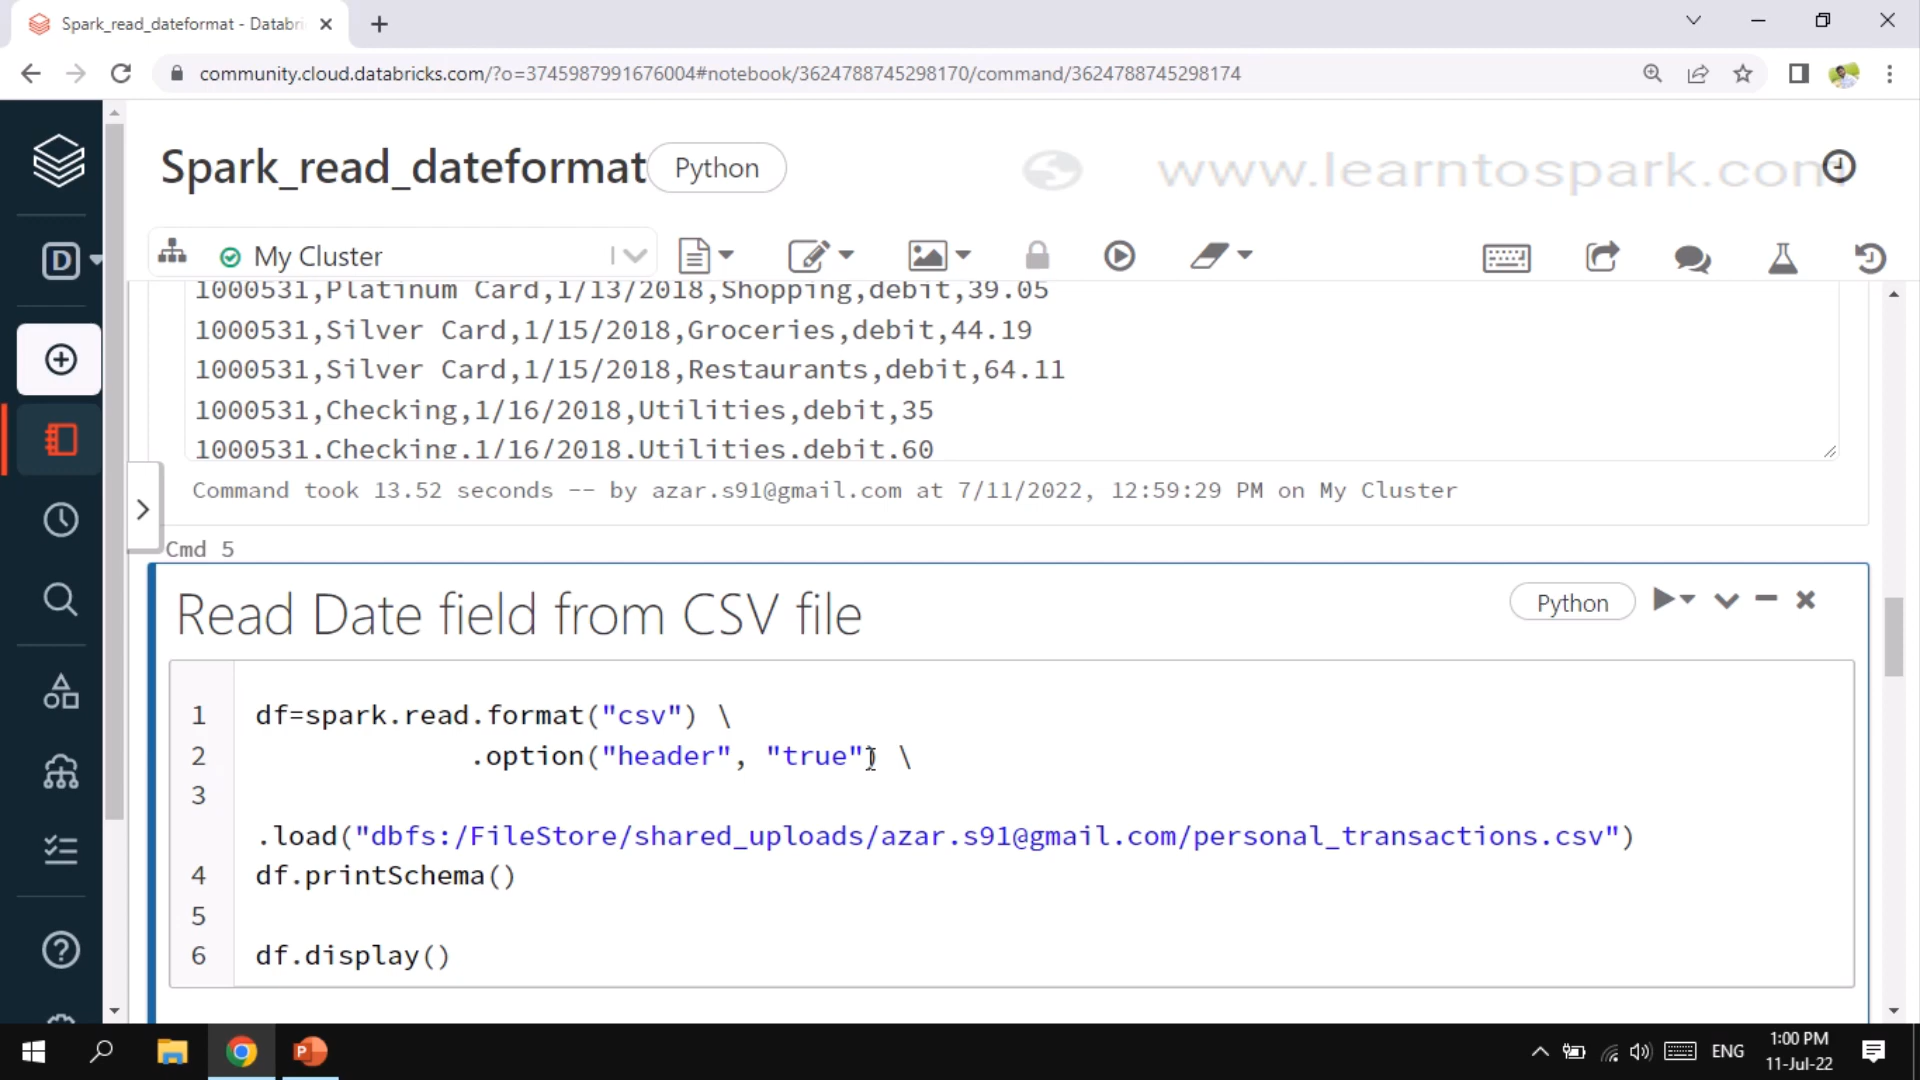 Spark_read_dateformat - Databri
community.cloud.databricks.com/?o=3745987991676004#notebook/3624788745298170/command/3624788745298174
Spark_read_dateformat
Python
www.learntospark.com
D
My Cluster
1000531,Platinum Card,1/13/2018,Shopping,debit,39.05
1000531,Silver Card,1/15/2018,Groceries,debit,44.19
1000531,Silver Card,1/15/2018,Restaurants,debit,64.11
1000531,Checking,1/16/2018,Utilities,debit,35
1000531,Checking,1/16/2018,Utilities,debit,60
Command took 13.52 seconds -- by azar.s91@gmail.com at 7/11/2022, 12:59:29 PM on My Cluster
Cmd 5
Read Date field from CSV file
Python
1 df=spark.read.format("csv") \
2 .option("header", "true") \
3
.load("dbfs:/FileStore/shared_uploads/azar.s91@gmail.com/personal_transactions.csv")
4 df.printSchema()
5
6 df.display()
P
ENG
1:00 PM
11-Jul-22